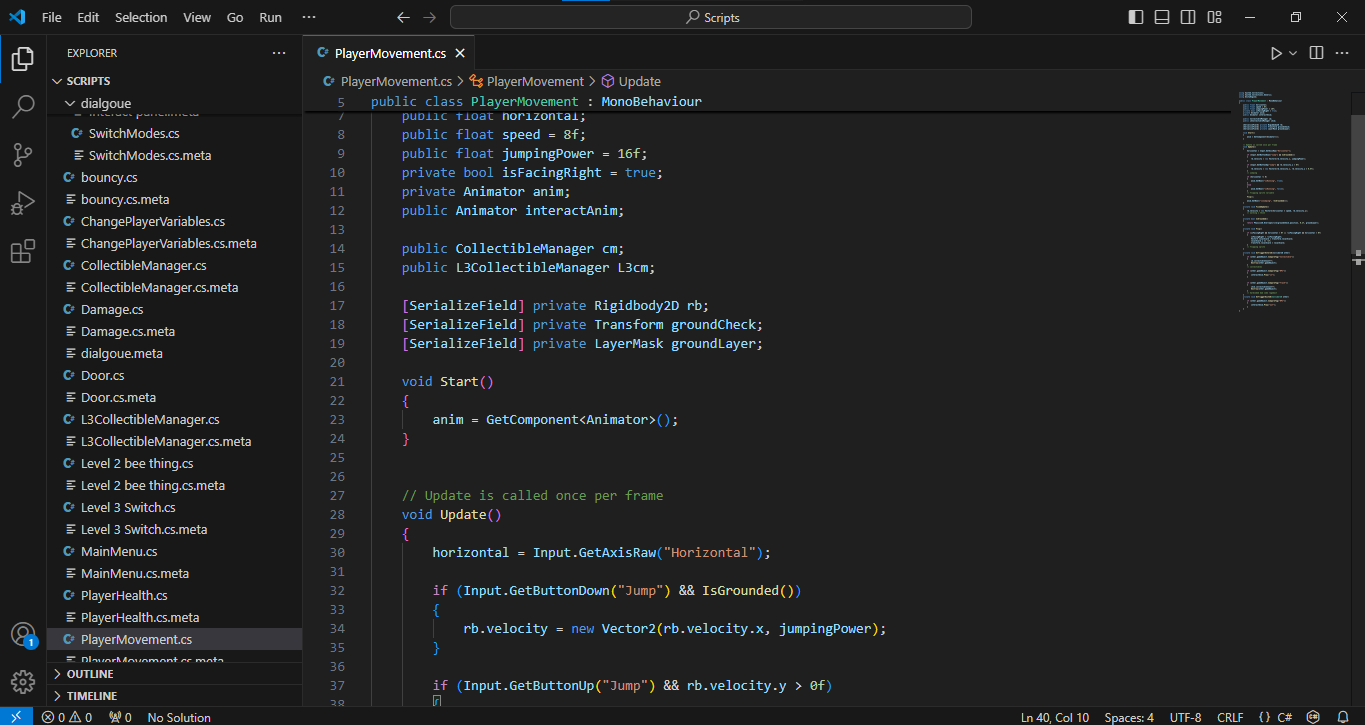 File Edit Selection View Go Run ···
Scripts
EXPLORER ···
SCRIPTS
dialgoue
SwitchModes.cs
SwitchModes.cs.meta
bouncy.cs
bouncy.cs.meta
ChangePlayerVariables.cs
ChangePlayerVariables.cs.meta
CollectibleManager.cs
CollectibleManager.cs.meta
Damage.cs
Damage.cs.meta
dialgoue.meta
Door.cs
Door.cs.meta
L3CollectibleManager.cs
L3CollectibleManager.cs.meta
Level 2 bee thing.cs
Level 2 bee thing.cs.meta
Level 3 Switch.cs
Level 3 Switch.cs.meta
MainMenu.cs
MainMenu.cs.meta
PlayerHealth.cs
PlayerHealth.cs.meta
PlayerMovement.cs
PlayerMovement.cs.meta
OUTLINE
TIMELINE
1
PlayerMovement.cs
PlayerMovement.cs > PlayerMovement > Update
5 public class PlayerMovement : MonoBehaviour
7 public float horizontal;
8 public float speed = 8f;
9 public float jumpingPower = 16f;
10 private bool isFacingRight = true;
11 private Animator anim;
12 public Animator interactAnim;
13
14 public CollectibleManager cm;
15 public L3CollectibleManager L3cm;
16
17 [SerializeField] private Rigidbody2D rb;
18 [SerializeField] private Transform groundCheck;
19 [SerializeField] private LayerMask groundLayer;
20
21 void Start()
22 {
23 anim = GetComponent<Animator>();
24 }
25
26
27 // Update is called once per frame
28 void Update()
29 {
30 horizontal = Input.GetAxisRaw("Horizontal");
31
32 if (Input.GetButtonDown("Jump") && IsGrounded())
33 {
34 rb.velocity = new Vector2(rb.velocity.x, jumpingPower);
35 }
36
37 if (Input.GetButtonUp("Jump") && rb.velocity.y > 0f)
38 {
0 0 0 No Solution Ln 40, Col 10 Spaces: 4 UTF-8 CRLF {} C#